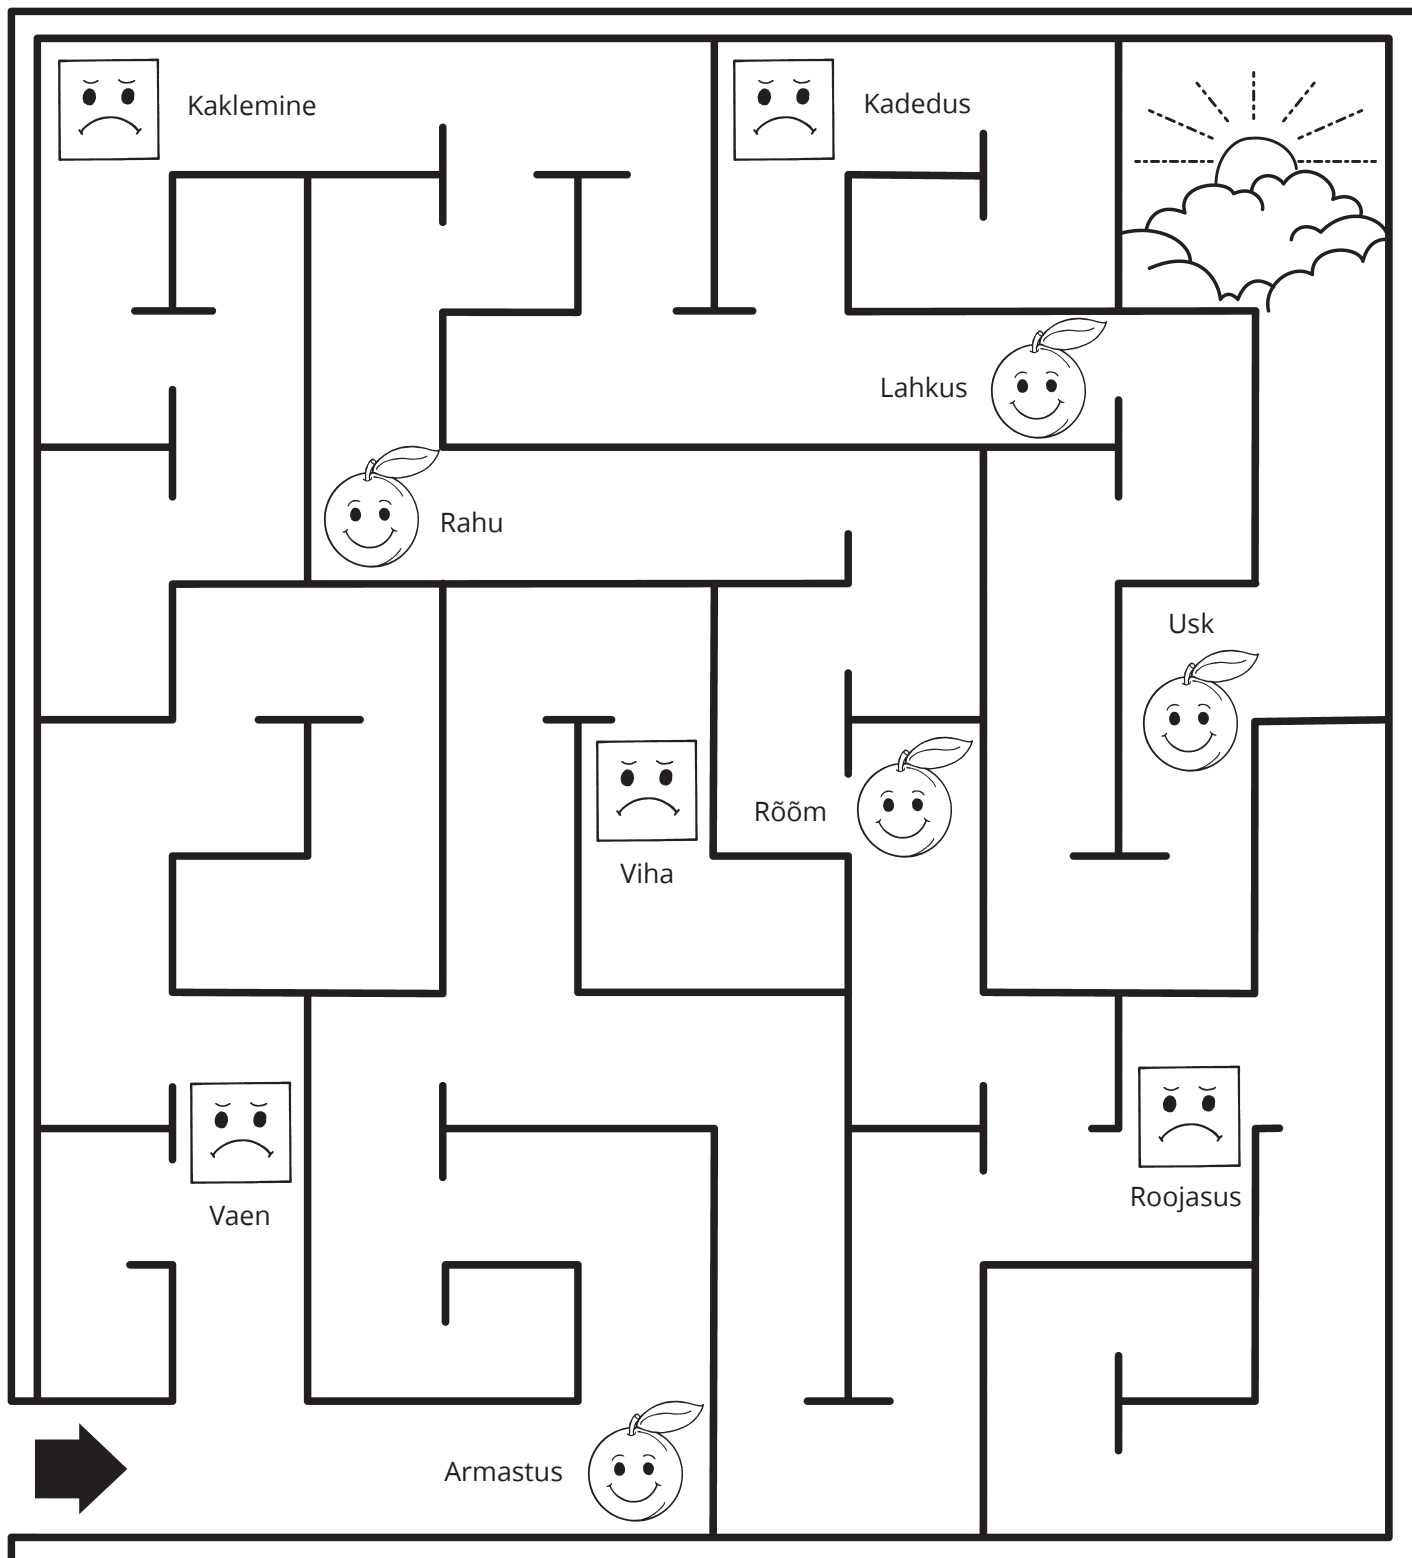 Kaklemine
Kadedus
Lahkus
Rahu
Usk
Rõõm
Viha
Vaen
Roojasus
Armastus